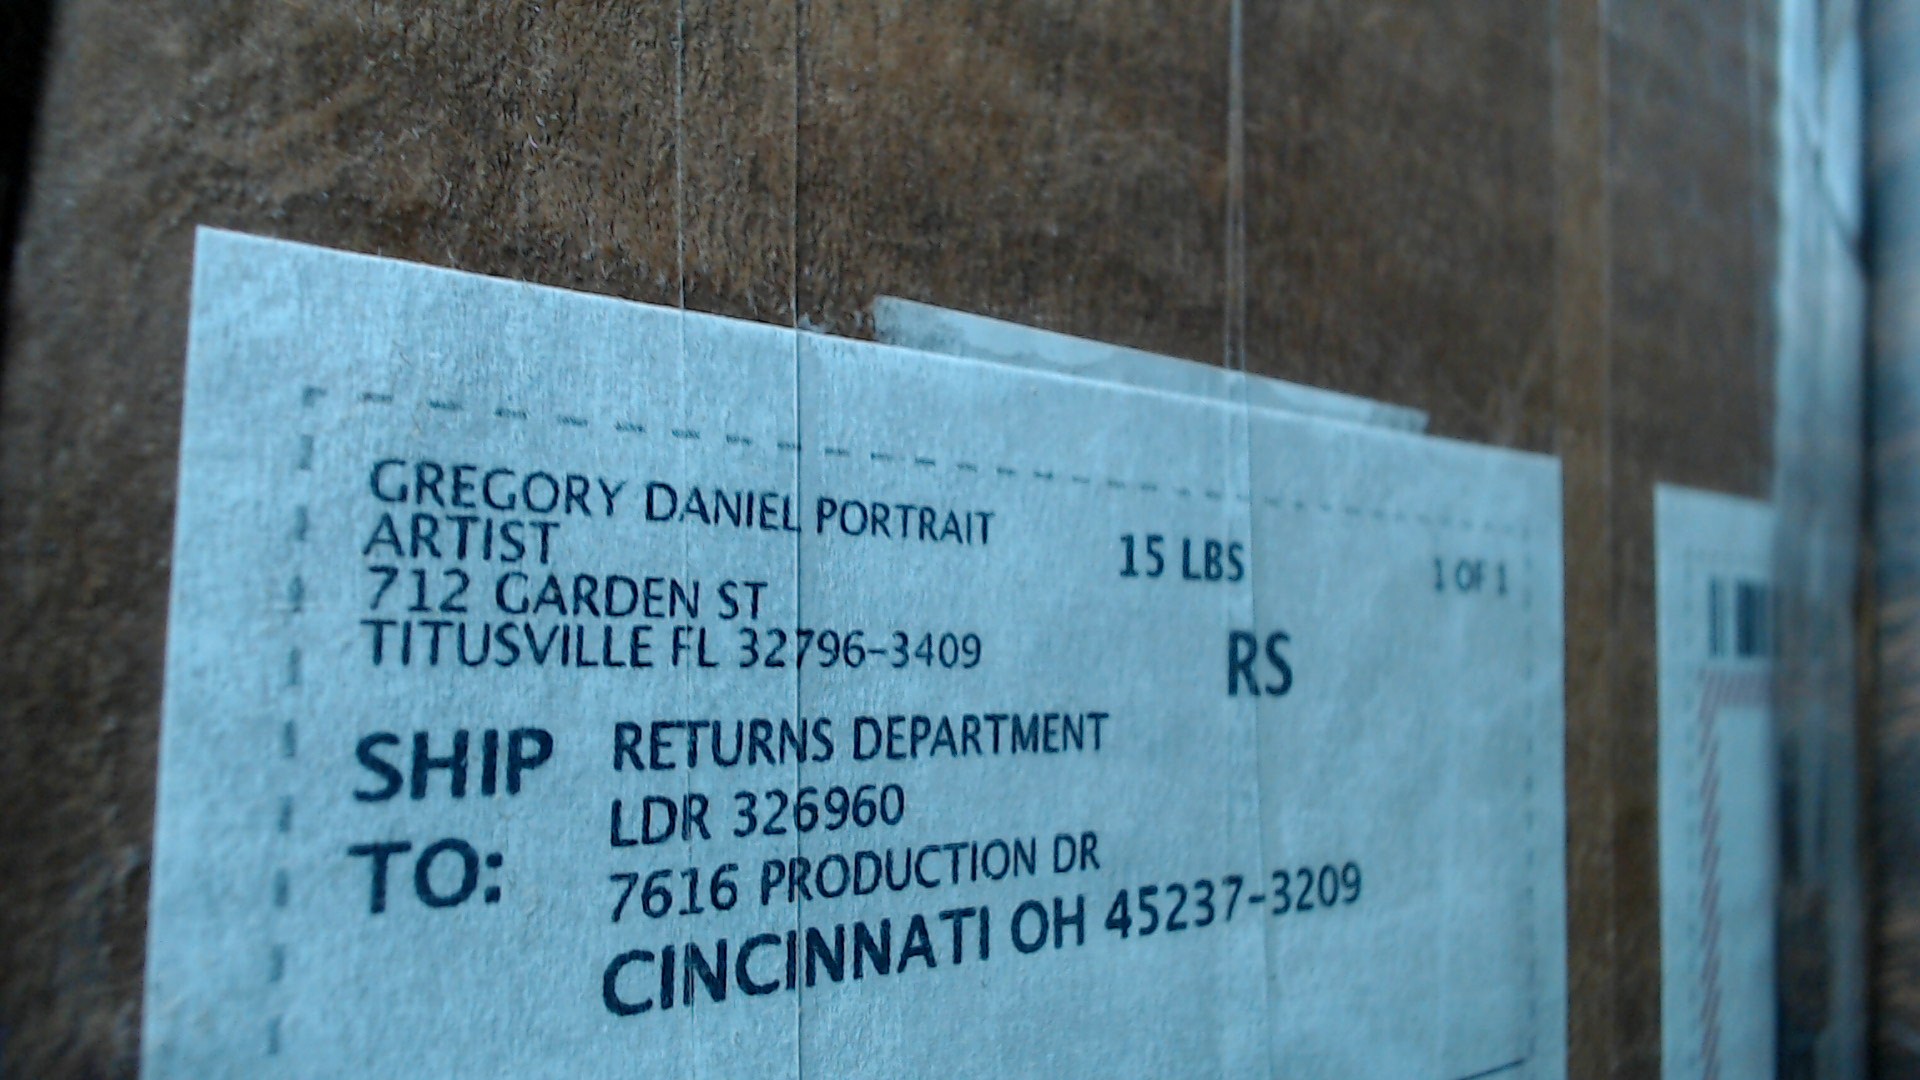 GREGORY DANIEL PORTRAIT
ARTIST
712 GARDEN ST
TITUSVILLE FL 32796-3409
15 LBS
1 OF 1
RS
SHIP TO:
RETURNS DEPARTMENT
LDR 326960
7616 PRODUCTION DR
CINCINNATI OH 45237-3209